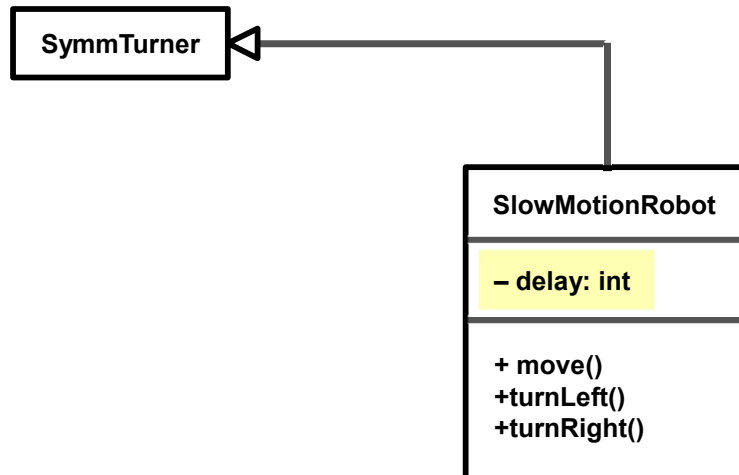 SymmTurner
SlowMotionRobot
– delay: int
+ move()
+turnLeft()
+turnRight()